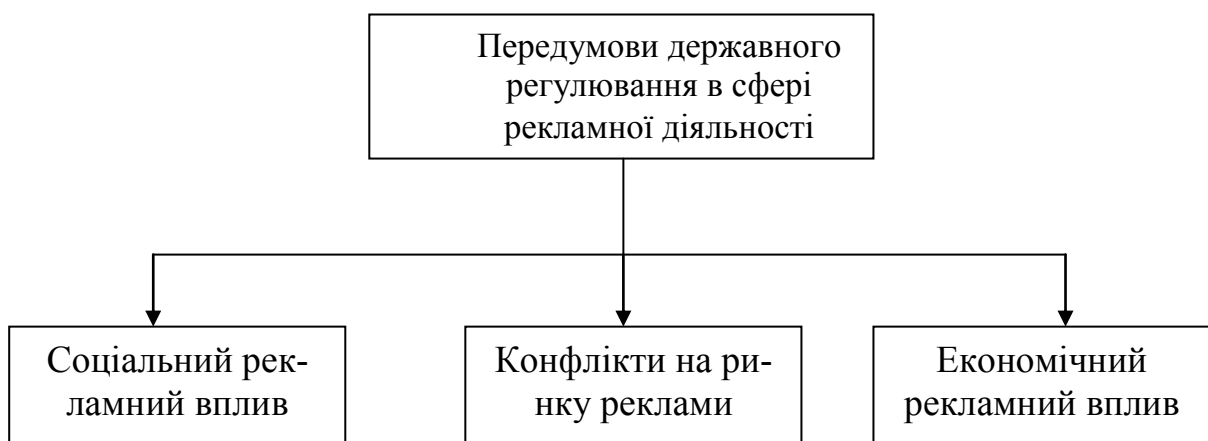 Передумови державного
регулювання в сфері
рекламної діяльності
Соціальний рек-
ламний вплив
Конфлікти на ри-
нку реклами
Економічний
рекламний вплив